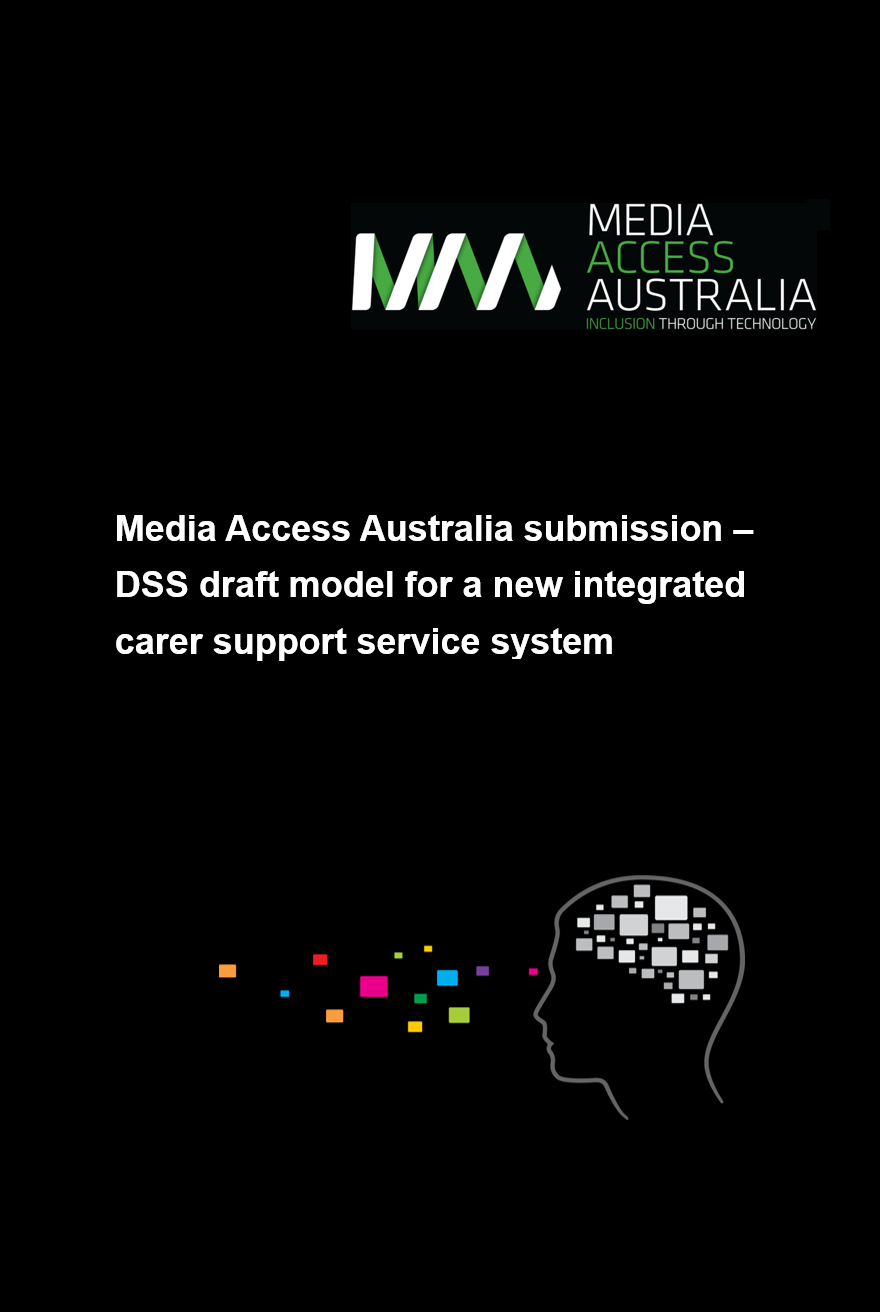 MEDIA
ACCESS
AUSTRALIA
INCLUSION THROUGH TECHNOLOGY
Media Access Australia submission –
DSS draft model for a new integrated
carer support service system